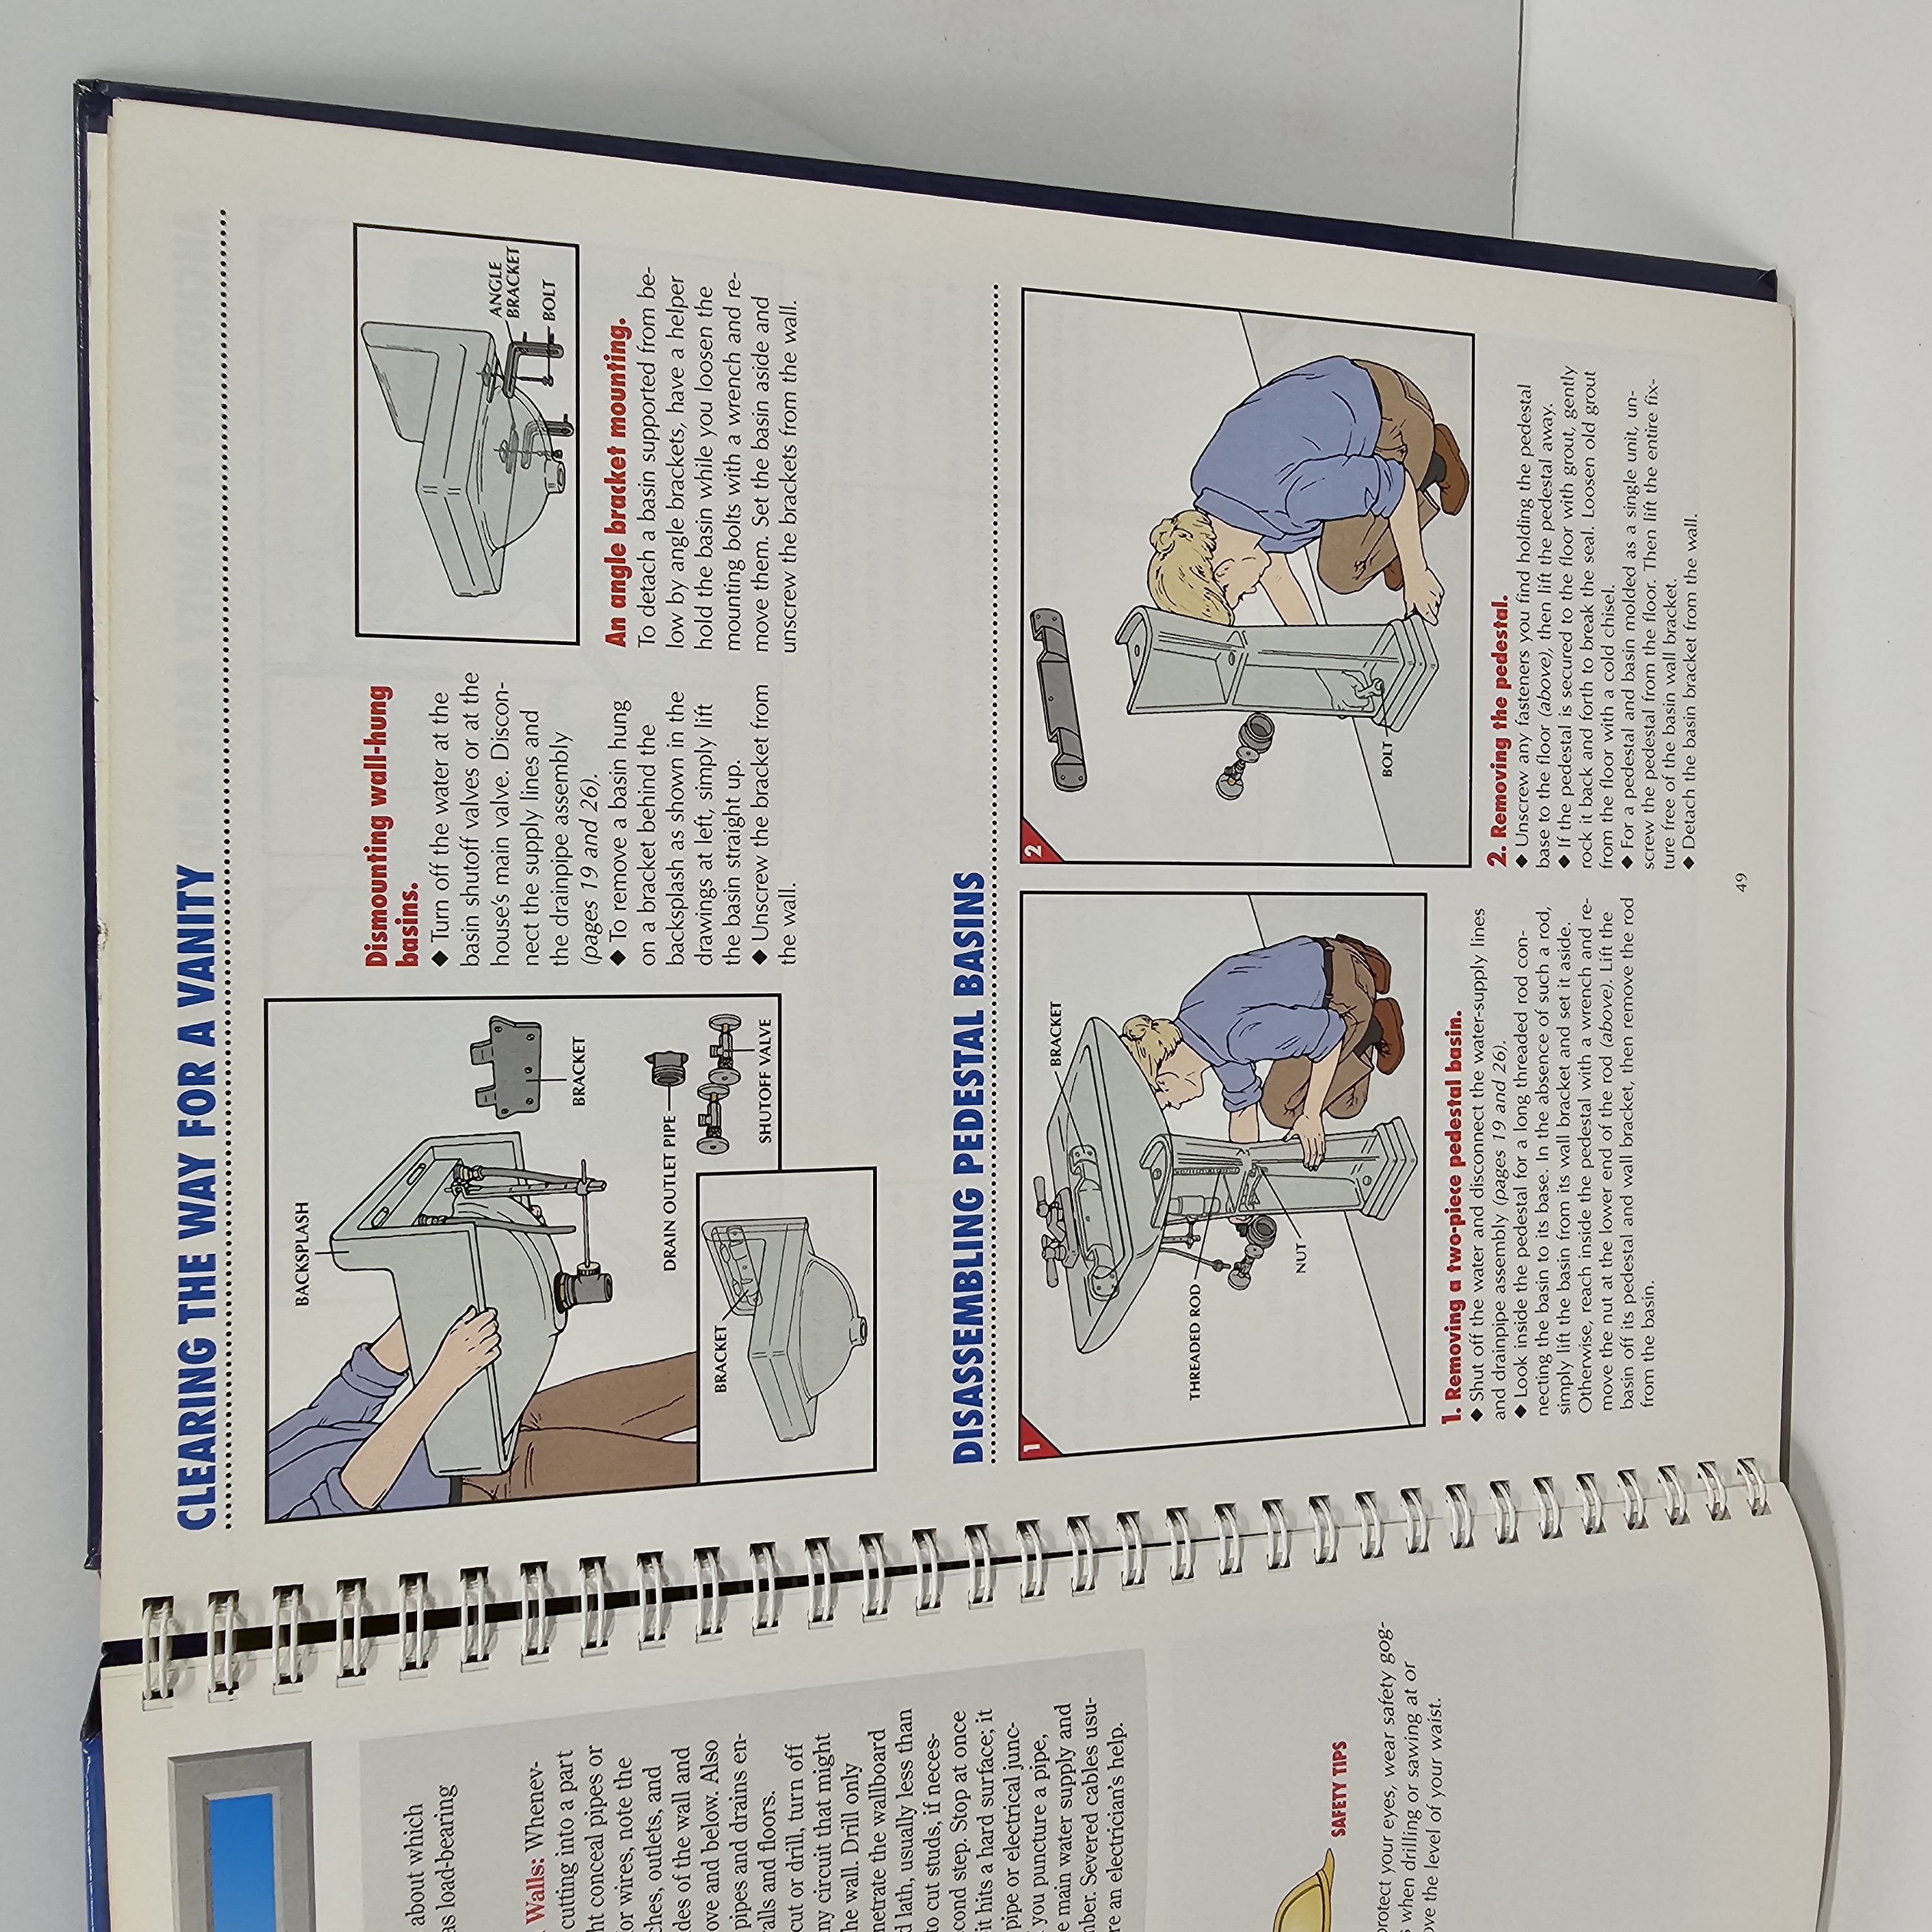 about which
as load-bearing
Walls: Whenev-
cutting into a part
ht conceal pipes or
for wires, note the
ches, outlets, and
des of the wall and
ove and below. Also
pipes and drains en-
alls and floors.
cut or drill, turn off
ny circuit that might
he wall. Drill only
netrate the wallboard
d lath, usually less than
to cut studs, if neces-
cond step. Stop at once
it hits a hard surface; it
pipe or electrical junc-
you puncture a pipe,
e main water supply and
mber. Severed cables usu-
re an electrician's help.
SAFETY TIPS
protect your eyes, wear safety gog-
s when drilling or sawing at or
ove the level of your waist.
CLEARING THE WAY FOR A VANITY
BACKSPLASH
BRACKET
DRAIN OUTLET PIPE
BRACKET
SHUTOFF VALVE
Dismounting wall-hung
basins.
◆ Turn off the water at the
basin shutoff valves or at the
house's main valve. Discon-
nect the supply lines and
the drainpipe assembly
(pages 19 and 26).
◆ To remove a basin hung
on a bracket behind the
backsplash as shown in the
drawings at left, simply lift
the basin straight up.
◆ Unscrew the bracket from
the wall.
ANGLE
BRACKET
BOLT
An angle bracket mounting.
To detach a basin supported from be-
low by angle brackets, have a helper
hold the basin while you loosen the
mounting bolts with a wrench and re-
move them. Set the basin aside and
unscrew the brackets from the wall.
DISASSEMBLING PEDESTAL BASINS
1
BRACKET
THREADED ROD
NUT
1. Removing a two-piece pedestal basin.
◆ Shut off the water and disconnect the water-supply lines
and drainpipe assembly (pages 19 and 26).
◆ Look inside the pedestal for a long threaded rod con-
necting the basin to its base. In the absence of such a rod,
simply lift the basin from its wall bracket and set it aside.
Otherwise, reach inside the pedestal with a wrench and re-
move the nut at the lower end of the rod (above). Lift the
basin off its pedestal and wall bracket, then remove the rod
from the basin.
2
BOLT
2. Removing the pedestal.
◆ Unscrew any fasteners you find holding the pedestal
base to the floor (above), then lift the pedestal away.
◆ If the pedestal is secured to the floor with grout, gently
rock it back and forth to break the seal. Loosen old grout
from the floor with a cold chisel.
◆ For a pedestal and basin molded as a single unit, un-
screw the pedestal from the floor. Then lift the entire fix-
ture free of the basin wall bracket.
◆ Detach the basin bracket from the wall.
49